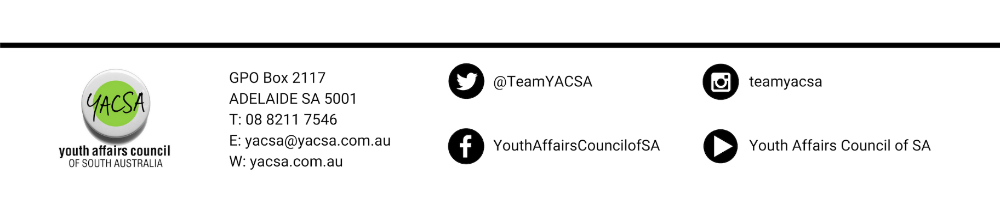 YACSA
youth affairs council
OF SOUTH AUSTRALIA
GPO Box 2117
ADELAIDE SA 5001
T: 08 8211 7546
E: yacsa@yacsa.com.au
W: yacsa.com.au
@TeamYACSA
YouthAffairsCouncilofSA
teamyacsa
Youth Affairs Council of SA